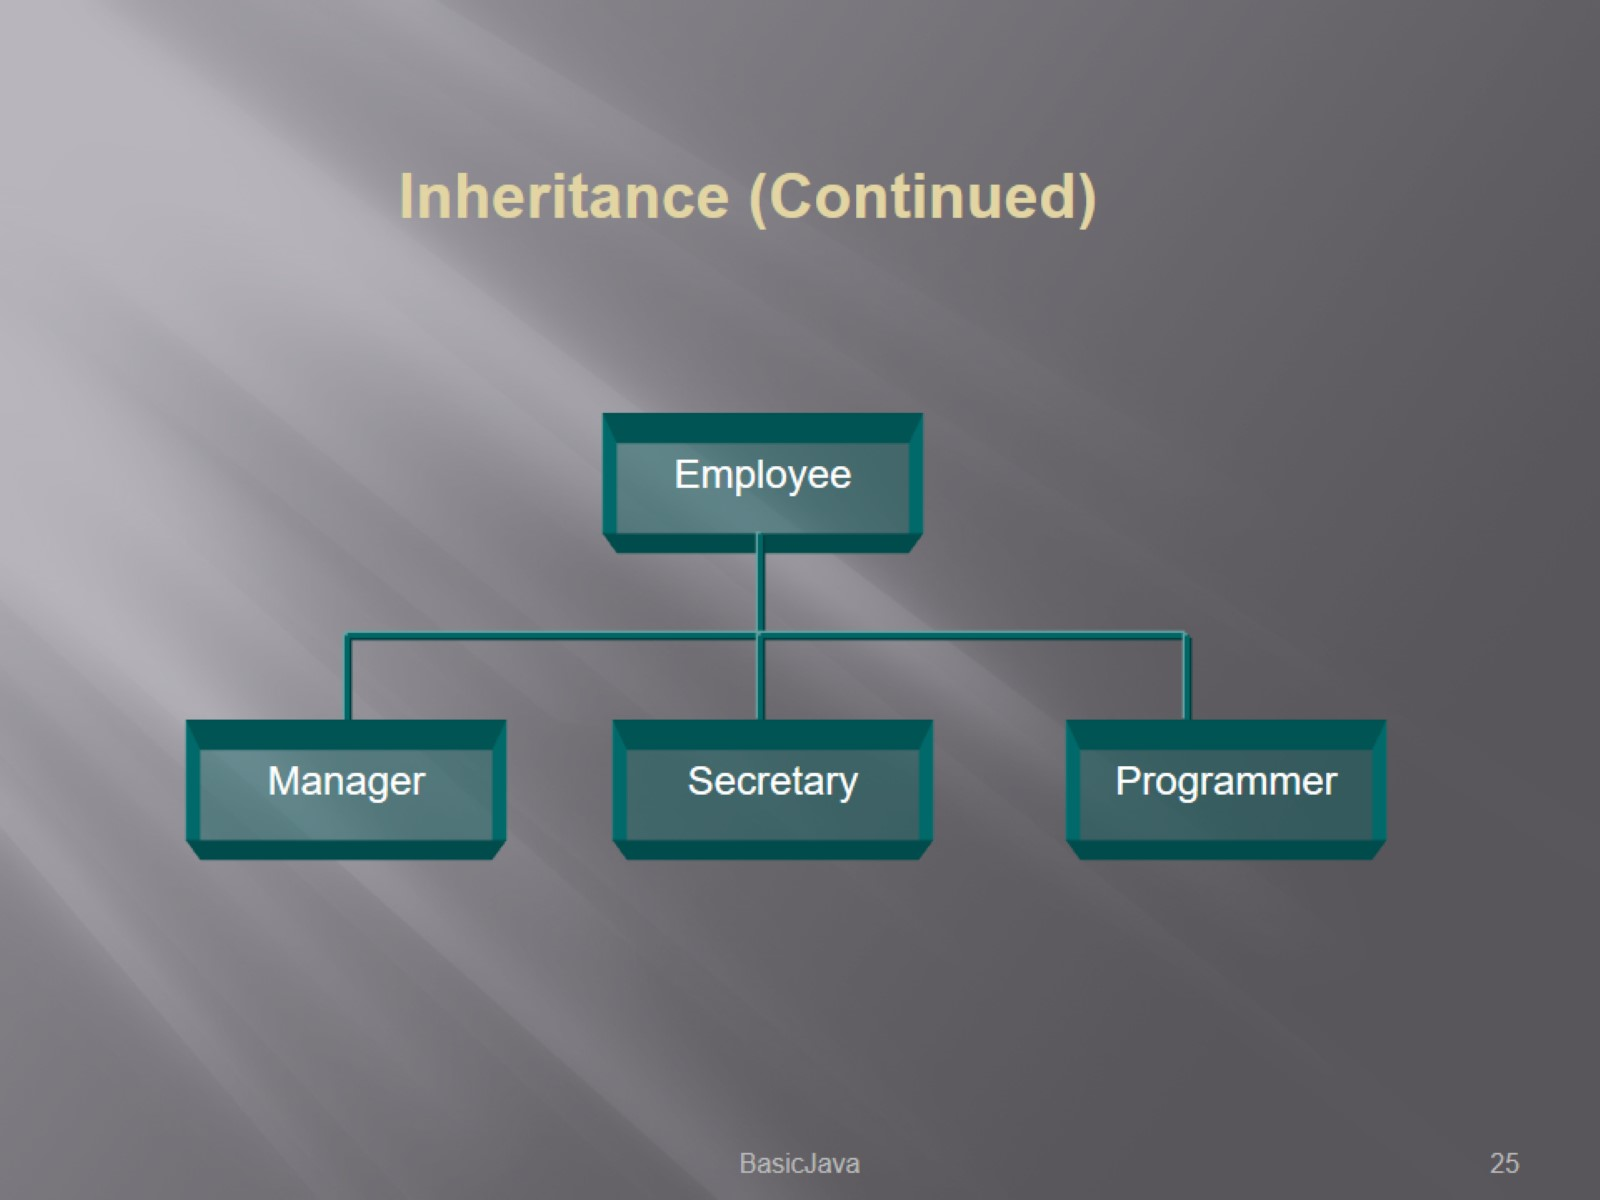 Inheritance (Continued)
Employee
Manager
Secretary
Programmer
BasicJava
25